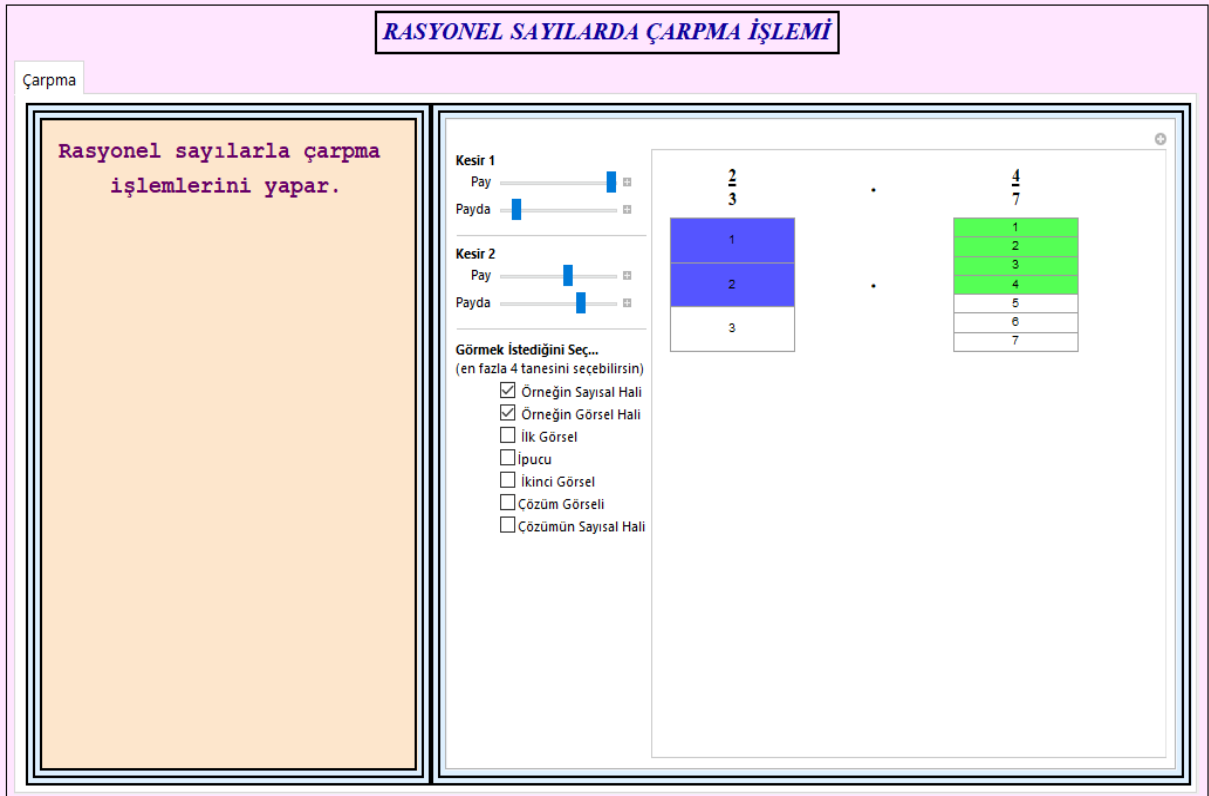 RASYONEL SAYILARDA ÇARPMA İŞLEMİ
Çarpma
Rasyonel sayılarla çarpma
işlemlerini yapar.
Kesir 1
Pay
Payda
Kesir 2
Pay
Payda
Görmek İstediğini Seç...
(en fazla 4 tanesini seçebilirsin)
Örneğin Sayısal Hali
Örneğin Görsel Hali
İlk Görsel
İpucu
İkinci Görsel
Çözüm Görseli
Çözümün Sayısal Hali
2/3 . 4/7
1
2
3
.
1
2
3
4
5
6
7